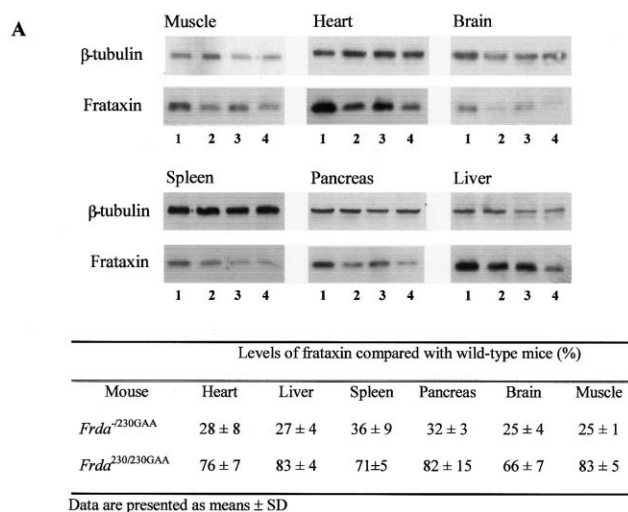 A
Muscle Heart Brain
β-tubulin
Frataxin
1 2 3 4 1 2 3 4 1 2 3 4
Spleen Pancreas Liver
β-tubulin
Frataxin
1 2 3 4 1 2 3 4 1 2 3 4
Levels of frataxin compared with wild-type mice (%)
Mouse Heart Liver Spleen Pancreas Brain Muscle
Frda-/230GAA 28 ± 8 27 ± 4 36 ± 9 32 ± 3 25 ± 4 25 ± 1
Frda230/230GAA 76 ± 7 83 ± 4 71±5 82 ± 15 66 ± 7 83 ± 5
Data are presented as means ± SD